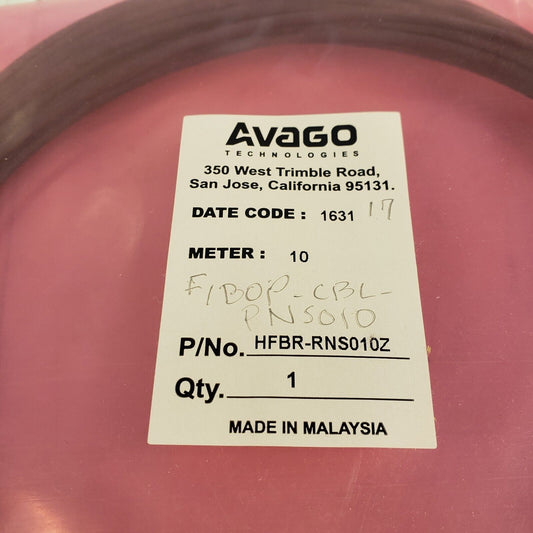 AVAGO
TECHNOLOGIES
350 West Trimble Road,
San Jose, California 95131.
DATE CODE : 1631 17
METER : 10
FIBOP-CBL-
PNS010
P/No. HFBR-RNS010Z
Qty. 1
MADE IN MALAYSIA